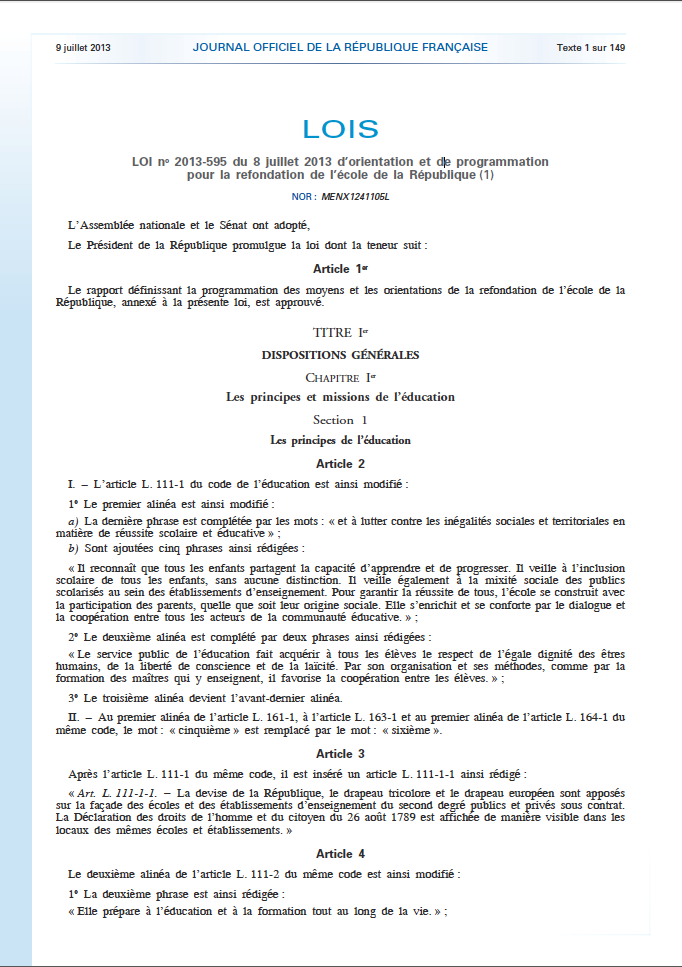 9 juillet 2013
JOURNAL OFFICIEL DE LA RÉPUBLIQUE FRANÇAISE
Texte 1 sur 149
LOIS
LOI nº 2013-595 du 8 juillet 2013 d’orientation et de programmation
pour la refondation de l’école de la République (1)
NOR : MENX1241105L
L’Assemblée nationale et le Sénat ont adopté,
Le Président de la République promulgue la loi dont la teneur suit :
Article 1er
Le rapport définissant la programmation des moyens et les orientations de la refondation de l’école de la
République, annexé à la présente loi, est approuvé.
TITRE Ier
DISPOSITIONS GÉNÉRALES
CHAPITRE Ier
Les principes et missions de l’éducation
Section 1
Les principes de l’éducation
Article 2
I. – L’article L. 111-1 du code de l’éducation est ainsi modifié :
1º Le premier alinéa est ainsi modifié :
a) La dernière phrase est complétée par les mots : « et à lutter contre les inégalités sociales et territoriales en
matière de réussite scolaire et éducative » ;
b) Sont ajoutées cinq phrases ainsi rédigées :
« Il reconnaît que tous les enfants partagent la capacité d’apprendre et de progresser. Il veille à l’inclusion
scolaire de tous les enfants, sans aucune distinction. Il veille également à la mixité sociale des publics
scolarisés au sein des établissements d’enseignement. Pour garantir la réussite de tous, l’école se construit avec
la participation des parents, quelle que soit leur origine sociale. Elle s’enrichit et se conforte par le dialogue et
la coopération entre tous les acteurs de la communauté éducative. » ;
2º Le deuxième alinéa est complété par deux phrases ainsi rédigées :
« Le service public de l’éducation fait acquérir à tous les élèves le respect de l’égale dignité des êtres
humains, de la liberté de conscience et de la laïcité. Par son organisation et ses méthodes, comme par la
formation des maîtres qui y enseignent, il favorise la coopération entre les élèves. » ;
3º Le troisième alinéa devient l’avant-dernier alinéa.
II. – Au premier alinéa de l’article L. 161-1, à l’article L. 163-1 et au premier alinéa de l’article L. 164-1 du
même code, le mot : « cinquième » est remplacé par le mot : « sixième ».
Article 3
Après l’article L. 111-1 du même code, il est inséré un article L. 111-1-1 ainsi rédigé :
« Art. L. 111-1-1. – La devise de la République, le drapeau tricolore et le drapeau européen sont apposés
sur la façade des écoles et des établissements d’enseignement du second degré publics et privés sous contrat.
La Déclaration des droits de l’homme et du citoyen du 26 août 1789 est affichée de manière visible dans les
locaux des mêmes écoles et établissements. »
Article 4
Le deuxième alinéa de l’article L. 111-2 du même code est ainsi modifié :
1º La deuxième phrase est ainsi rédigée :
« Elle prépare à l’éducation et à la formation tout au long de la vie. » ;